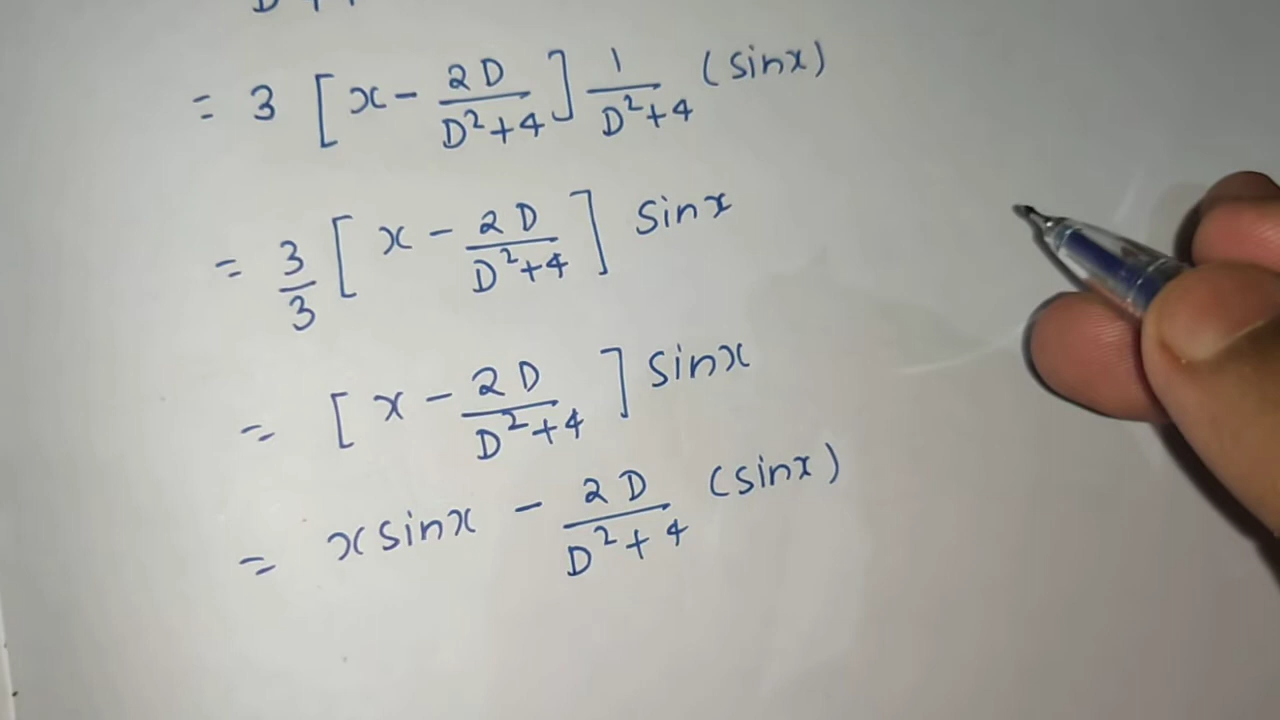 = 3 [x - 2D/D²+4] 1/D²+4 (sinx)
= 3/3 [x - 2D/D²+4] sinx
= [x - 2D/D²+4] sinx
= xsinx - 2D/D²+4 (sinx)